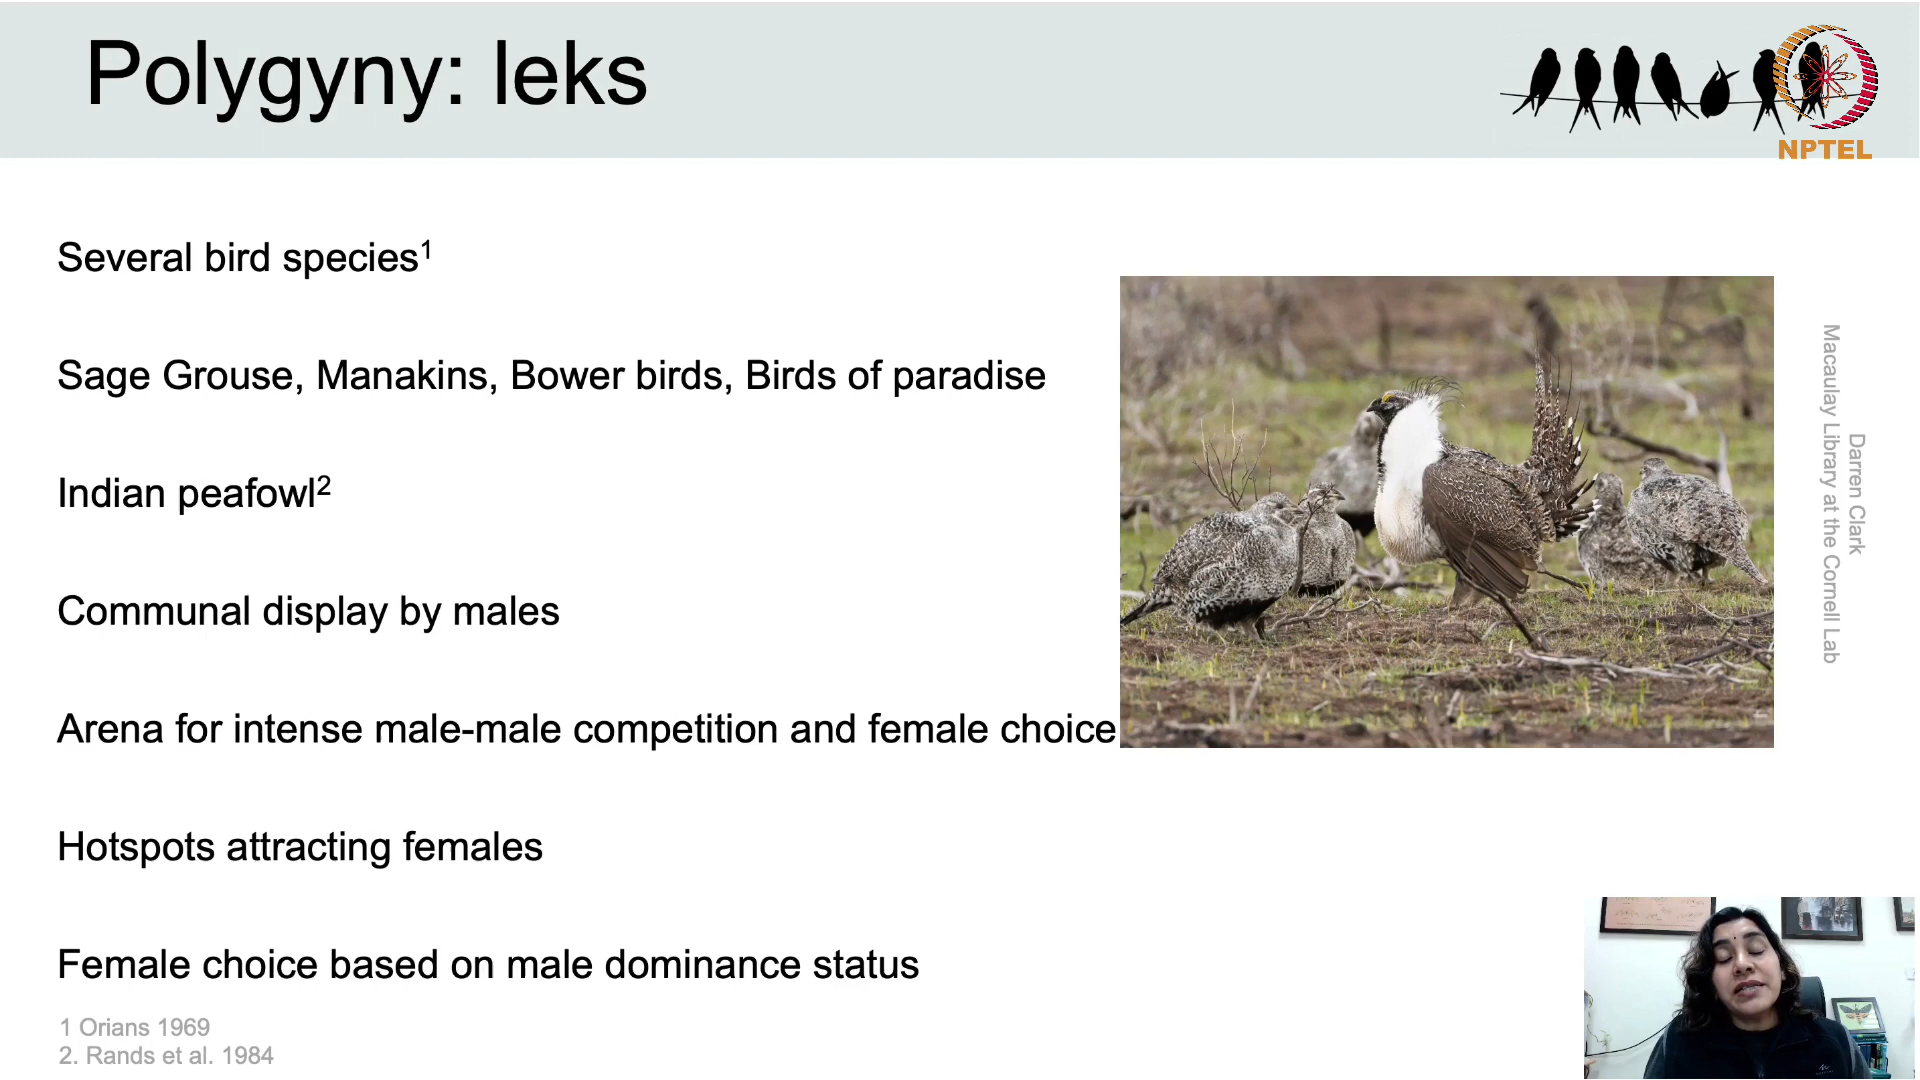 Polygyny: leks
NPTEL
Several bird species1
Sage Grouse, Manakins, Bower birds, Birds of paradise
Indian peafowl2
Communal display by males
Arena for intense male-male competition and female choice
Hotspots attracting females
Female choice based on male dominance status
1 Orians 1969
2. Rands et al. 1984
Darren Clark
Macaulay Library at the Cornell Lab